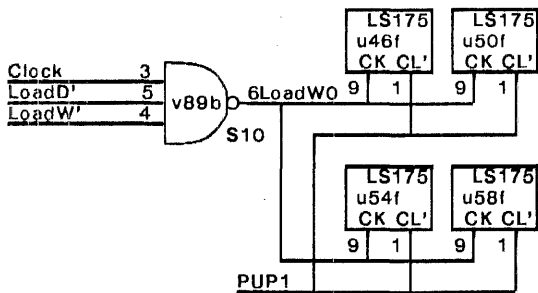 LS175
u46f
CK CL'
9 1
LS175
u50f
CK CL'
9 1
Clock 3
LoadD' 5
LoadW' 4
v89b
S10
6LoadW0
LS175
u54f
CK CL'
9 1
LS175
u58f
CK CL'
9 1
PUP1